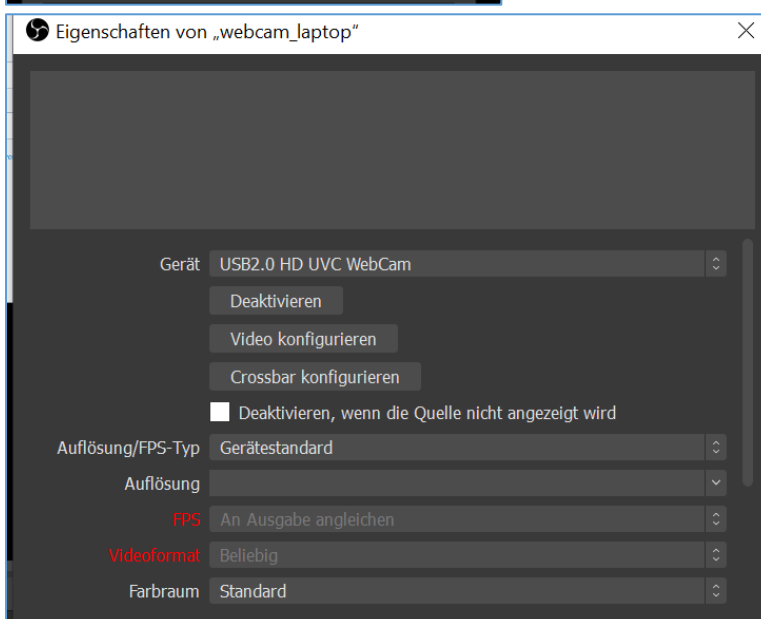 Eigenschaften von „webcam_laptop“
Gerät USB2.0 HD UVC WebCam
Deaktivieren
Video konfigurieren
Crossbar konfigurieren
Deaktivieren, wenn die Quelle nicht angezeigt wird
Auflösung/FPS-Typ Gerätestandard
Auflösung
FPS An Ausgabe angleichen
Videoformat Beliebig
Farbraum Standard